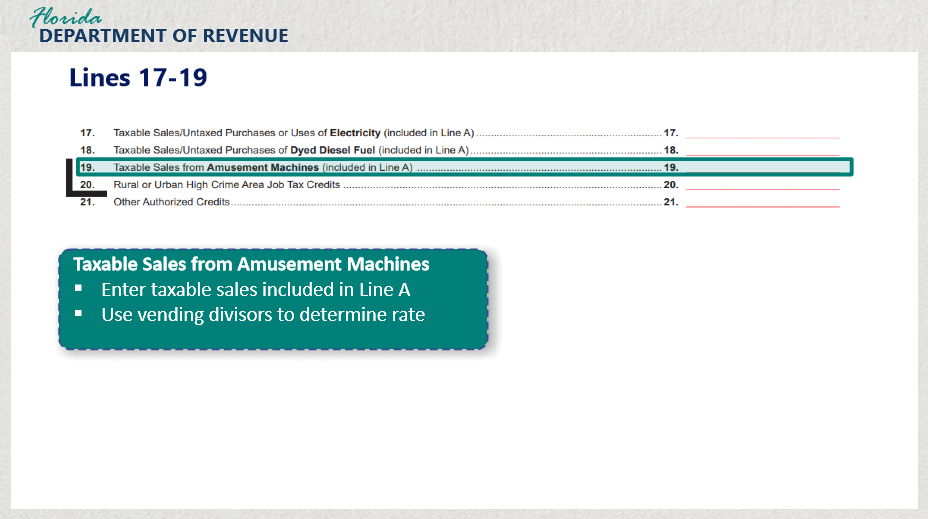 Florida
DEPARTMENT OF REVENUE
Lines 17-19
17. Taxable Sales/Untaxed Purchases or Uses of Electricity (included in Line A) ........ 17.
18. Taxable Sales/Untaxed Purchases of Dyed Diesel Fuel (included in Line A) ........ 18.
19. Taxable Sales from Amusement Machines (included in Line A) ........ 19.
20. Rural or Urban High Crime Area Job Tax Credits ........ 20.
21. Other Authorized Credits ........ 21.
Taxable Sales from Amusement Machines
▪ Enter taxable sales included in Line A
▪ Use vending divisors to determine rate